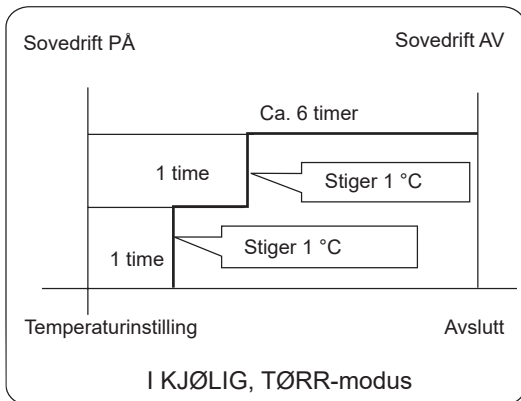 Sovedrift PÅ
Sovedrift AV
Ca. 6 timer
1 time
Stiger 1 °C
1 time
Stiger 1 °C
Temperaturinstilling
Avslutt
I KJØLIG, TØRR-modus